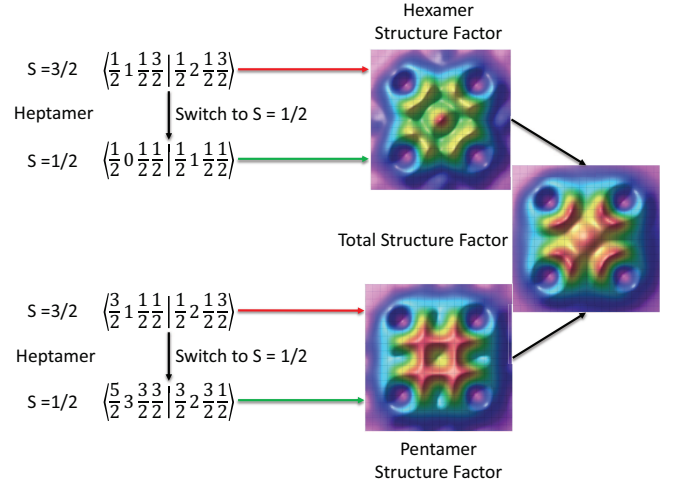 Hexamer
Structure Factor
S =3/2 ⟨1/2 1 1/2 3/2 | 1/2 2 1/2 3/2⟩
Heptamer Switch to S = 1/2
S=1/2 ⟨1/2 0 1/2 1/2 | 1/2 1 1/2 1/2⟩
Total Structure Factor
S =3/2 ⟨3/2 1 1/2 1/2 | 1/2 2 1/2 3/2⟩
Heptamer Switch to S = 1/2
S=1/2 ⟨5/2 3 3/2 3/2 | 3/2 2 3/2 1/2⟩
Pentamer
Structure Factor